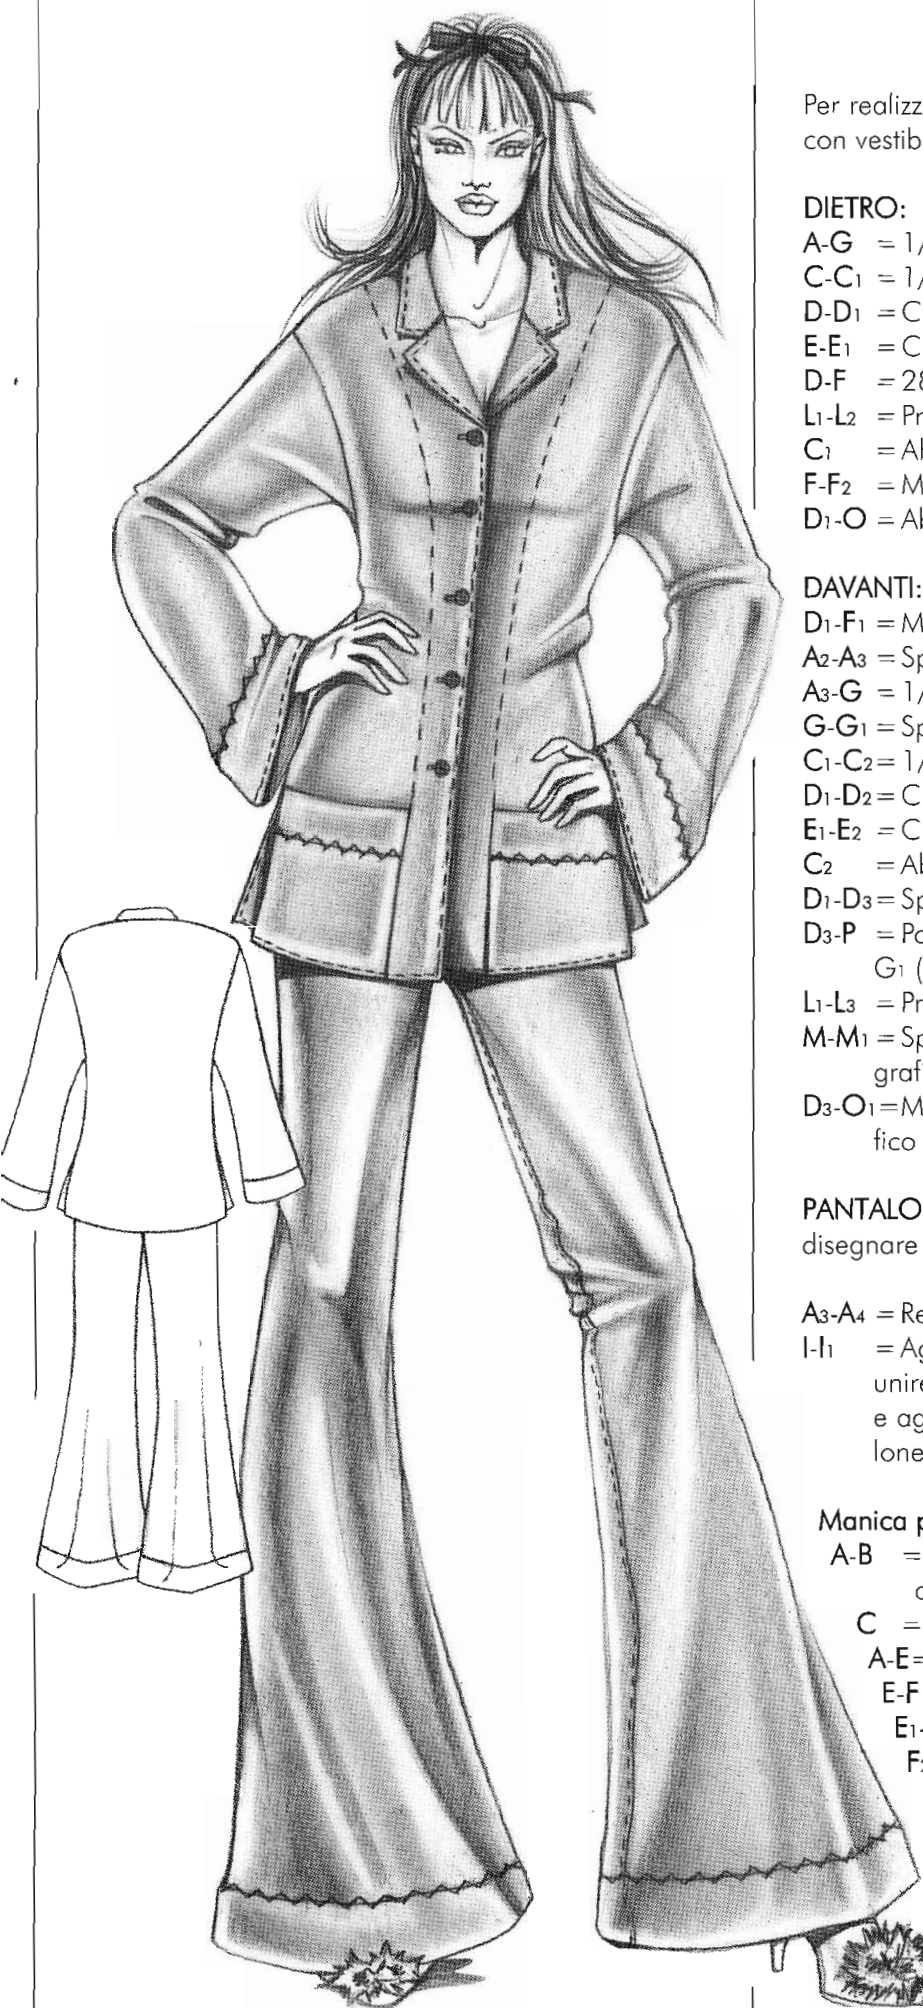 Per realizz
con vestib
DIETRO:
A-G = 1/
C-C1 = 1/
D-D1 = C
E-E1 = C
D-F = 28
L1-L2 = Pr
C1 = Al
F-F2 = M
D1-O = Ab
DAVANTI:
D1-F1 = M
A2-A3 = Sp
A3-G = 1/
G-G1 = Sp
C1-C2 = 1/
D1-D2 = C
E1-E2 = C
C2 = Ab
D1-D3 = Sp
D3-P = Po
G1 (
L1-L3 = Pr
M-M1 = Sp
graf
D3-O1 = M
fico
PANTALO
disegnare
A3-A4 = Re
I-I1 = Ag
unire
e ag
lone
Manica p
A-B =
C =
A-E =
E-F
E1-
F2